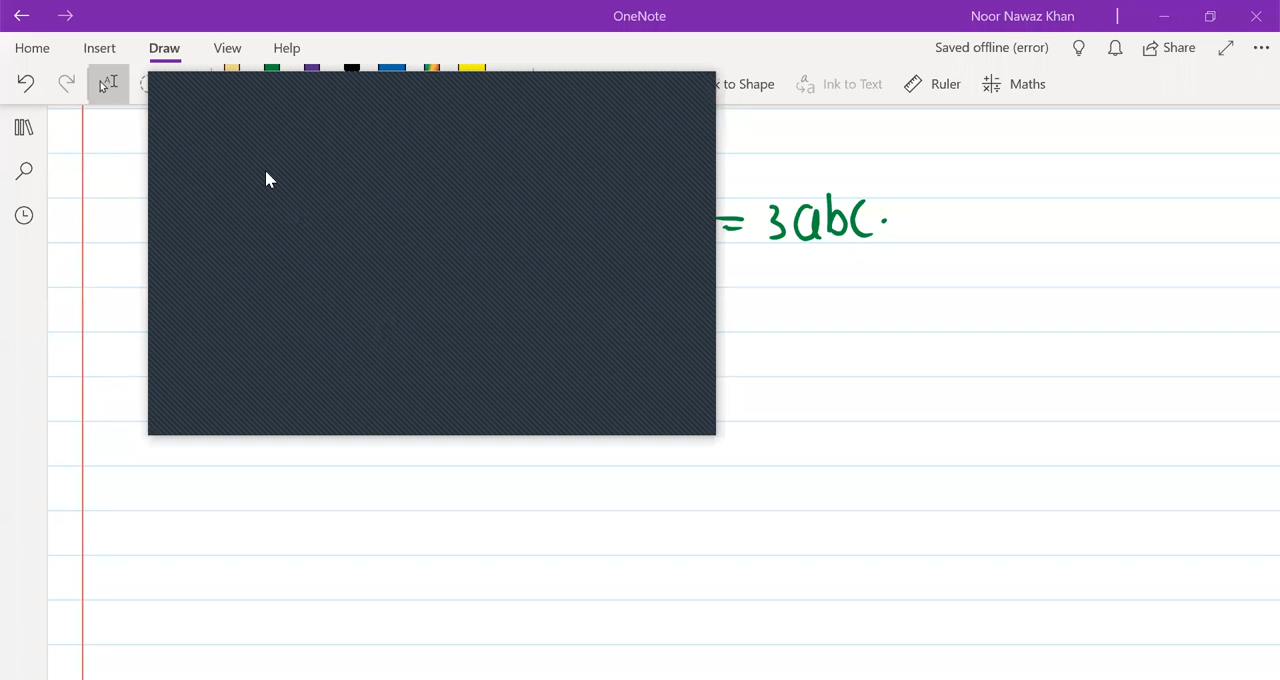 OneNote
Noor Nawaz Khan
Home Insert Draw View Help
Saved offline (error) Share
k to Shape Ink to Text Ruler Maths
= 3abc.